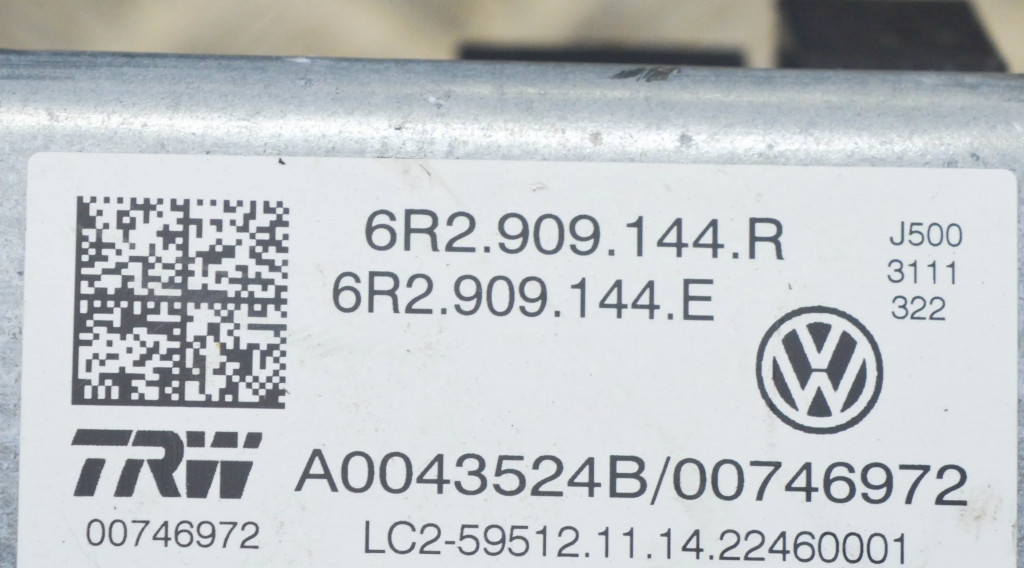 6R2.909.144.R
6R2.909.144.E
J500
3111
322
TRW
A0043524B/00746972
00746972
LC2-59512.11.14.22460001